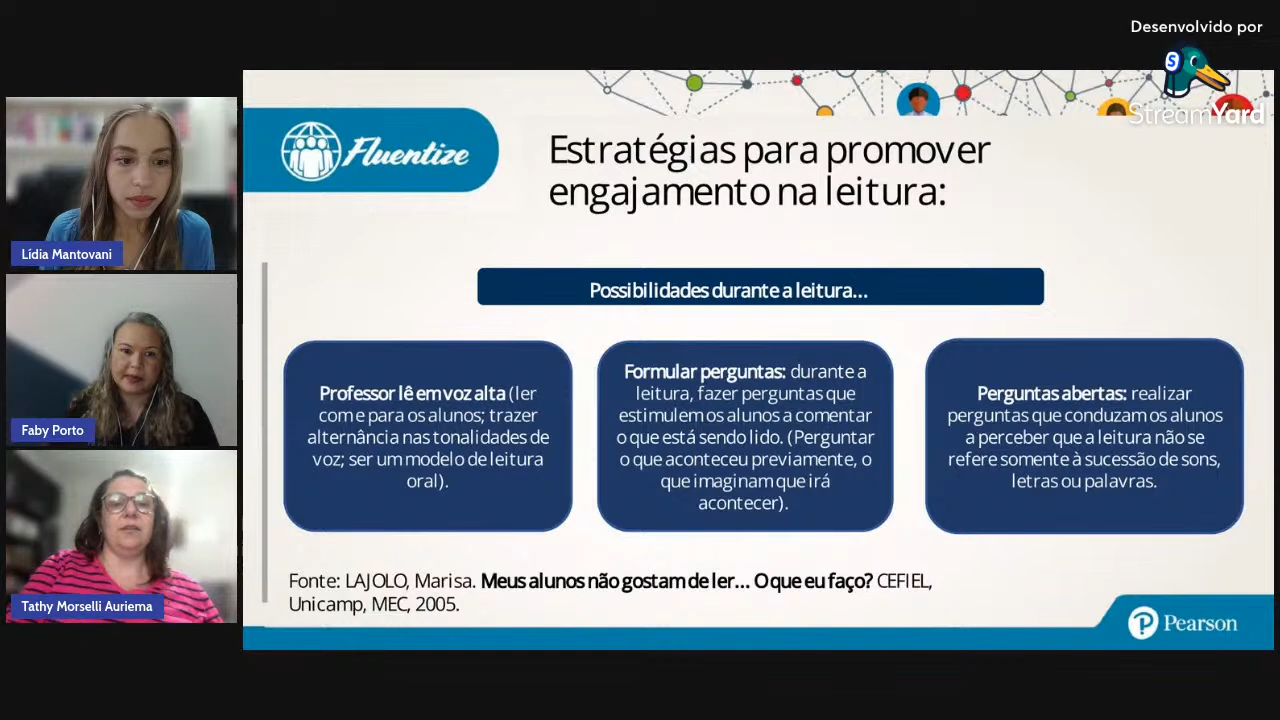 Desenvolvido por
StreamYard
Fluentize
Estratégias para promover
engajamento na leitura:
Possibilidades durante a leitura...
Professor lê em voz alta (ler
com e para os alunos; trazer
alternância nas tonalidades de
voz; ser um modelo de leitura
oral).
Formular perguntas: durante a
leitura, fazer perguntas que
estimulem os alunos a comentar
o que está sendo lido. (Perguntar
o que aconteceu previamente, o
que imaginam que irá
acontecer).
Perguntas abertas: realizar
perguntas que conduzam os alunos
a perceber que a leitura não se
refere somente à sucessão de sons,
letras ou palavras.
Fonte: LAJOLO, Marisa. Meus alunos não gostam de ler... O que eu faço? CEFIEL,
Unicamp, MEC, 2005.
Pearson
Lídia Mantovani
Faby Porto
Tathy Morselli Auriema